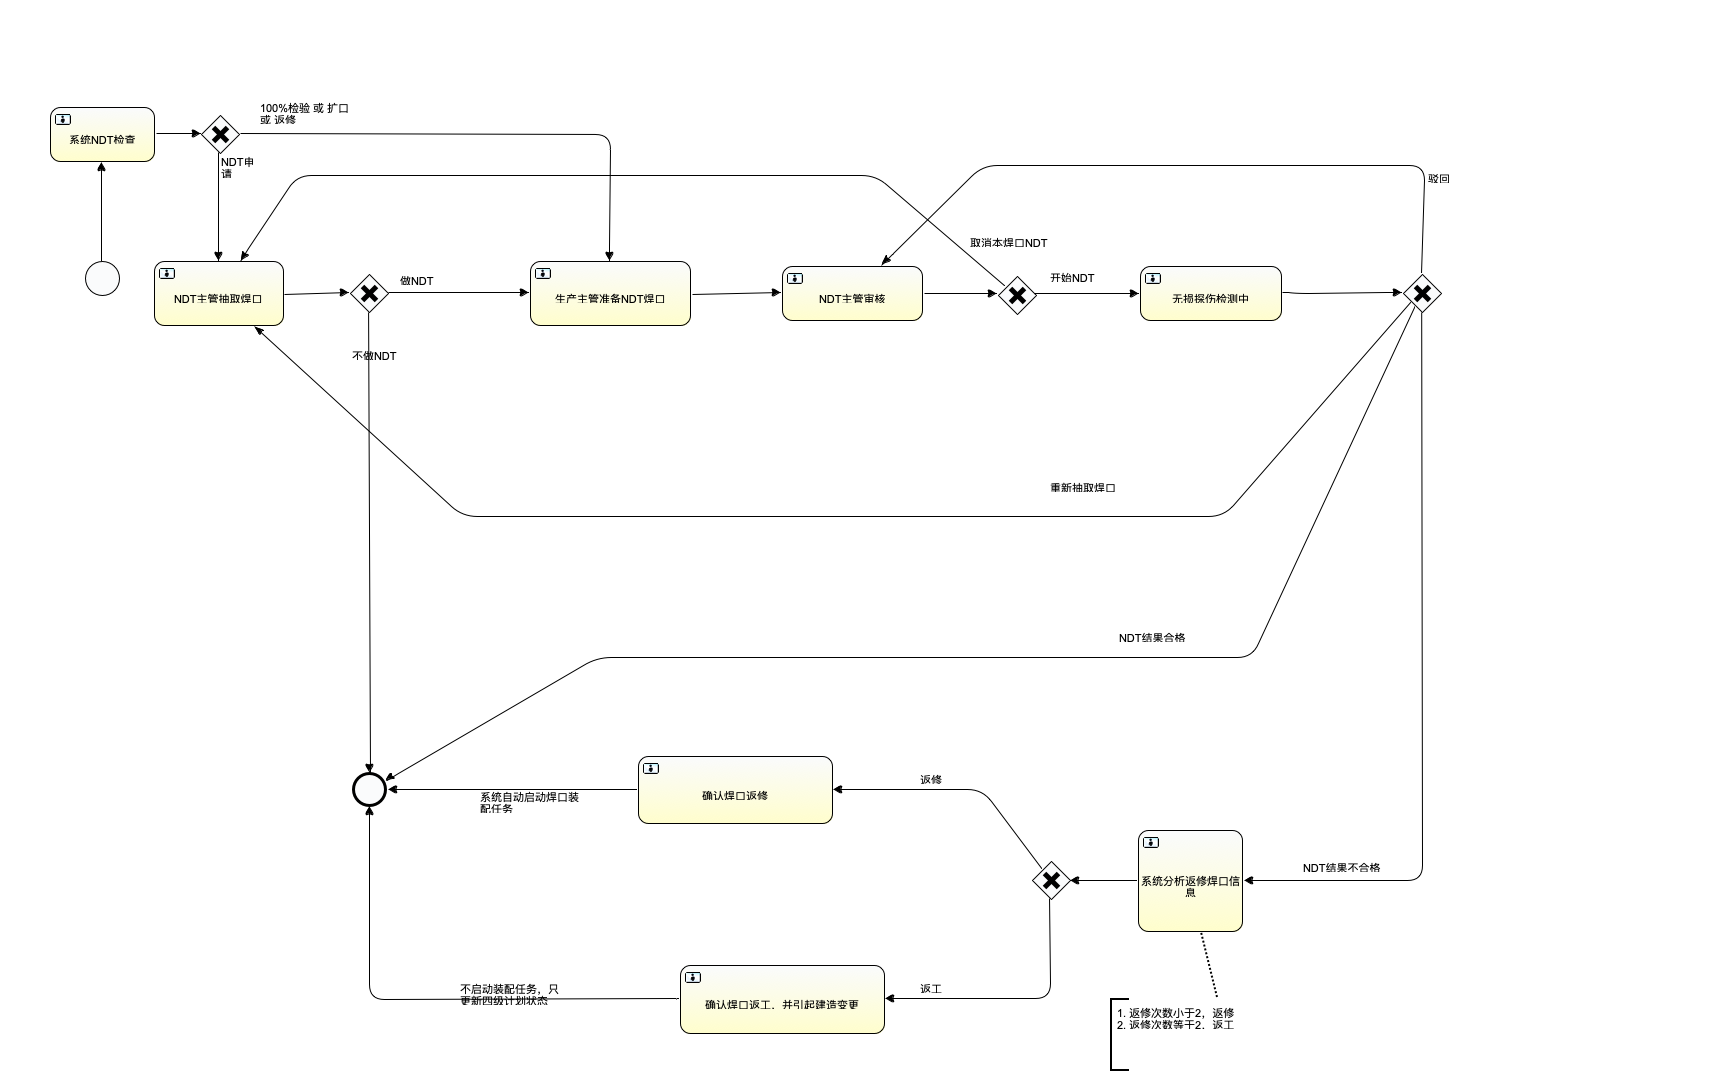 100%检验 或 扩口
或 返修
系统NDT检查
NDT申
请
驳回
取消本焊口NDT
做NDT
开始NDT
NDT主管抽取焊口
生产主管准备NDT焊口
NDT主管审核
无损探伤检测中
不做NDT
重新抽取焊口
NDT结果合格
返修
确认焊口返修
系统自动启动焊口装
配任务
NDT结果不合格
系统分析返修焊口信
息
返工
不启动装配任务，只
更新四级计划状态
确认焊口返工，并引起建造变更
1. 返修次数小于2，返修
2. 返修次数等于2，返工